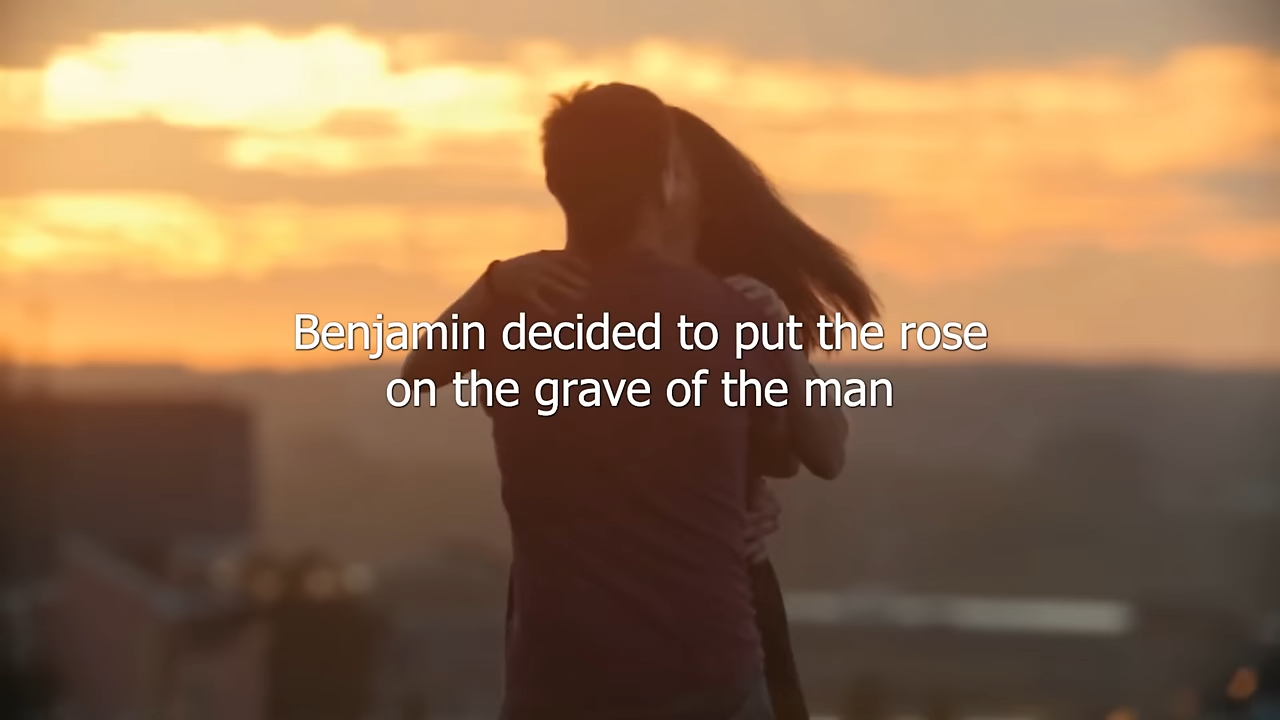 Benjamin decided to put the rose
on the grave of the man